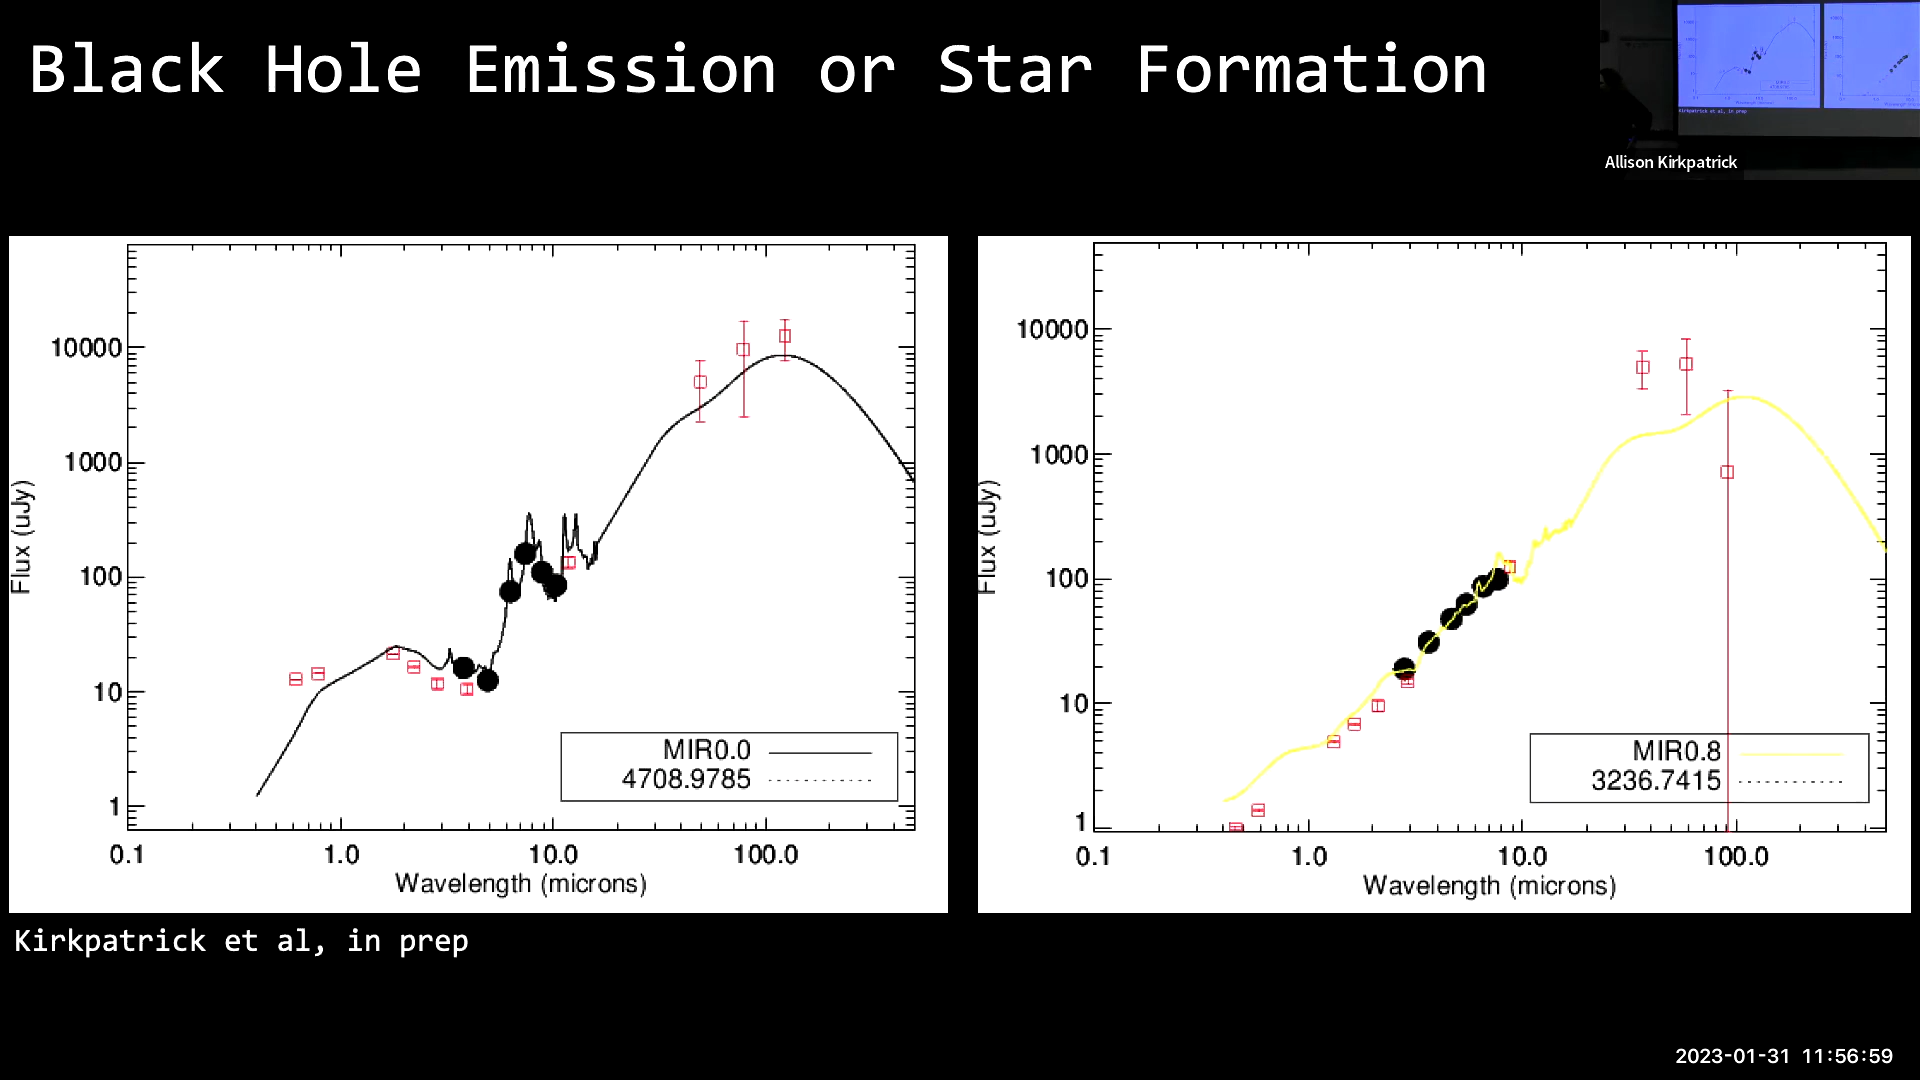 Black Hole Emission or Star Formation
Allison Kirkpatrick
Flux (uJy)
10000
1000
100
10
1
0.1
1.0
10.0
100.0
Wavelength (microns)
MIR0.0
4708.9785
Flux (uJy)
10000
1000
100
10
1
0.1
1.0
10.0
100.0
Wavelength (microns)
MIR0.8
3236.7415
Kirkpatrick et al, in prep
2023-01-31 11:56:59